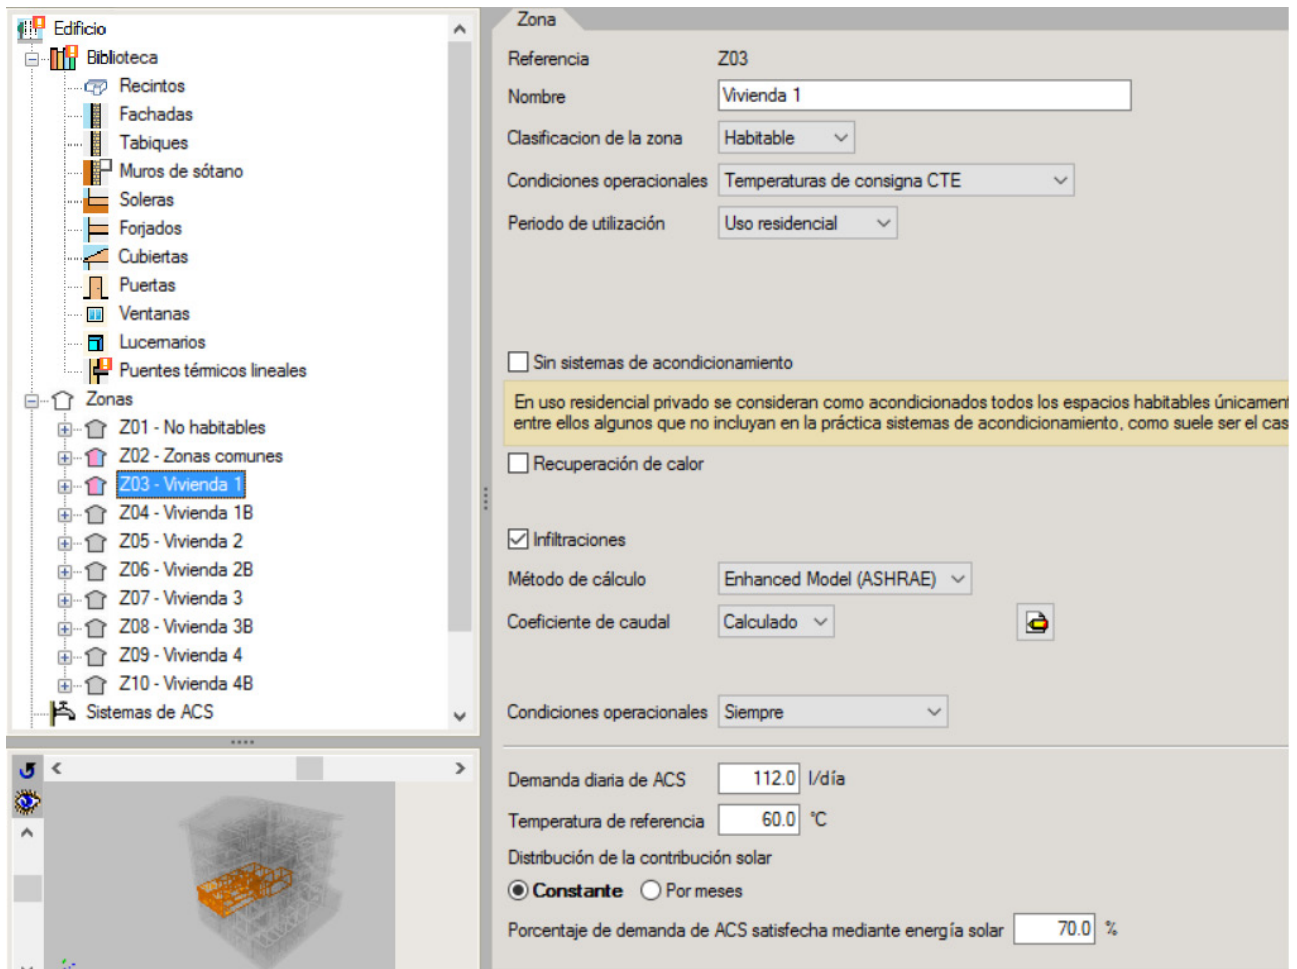 Edificio
Biblioteca
Recintos
Fachadas
Tabiques
Muros de sótano
Soleras
Forjados
Cubiertas
Puertas
Ventanas
Lucernarios
Puentes térmicos lineales
Zonas
Z01 - No habitables
Z02 - Zonas comunes
Z03 - Vivienda 1
Z04 - Vivienda 1B
Z05 - Vivienda 2
Z06 - Vivienda 2B
Z07 - Vivienda 3
Z08 - Vivienda 3B
Z09 - Vivienda 4
Z10 - Vivienda 4B
Sistemas de ACS
Zona
Referencia Z03
Nombre Vivienda 1
Clasificacion de la zona Habitable
Condiciones operacionales Temperaturas de consigna CTE
Periodo de utilización Uso residencial
Sin sistemas de acondicionamiento
En uso residencial privado se consideran como acondicionados todos los espacios habitables únicament
entre ellos algunos que no incluyan en la práctica sistemas de acondicionamiento, como suele ser el cas
Recuperación de calor
Infiltraciones
Método de cálculo Enhanced Model (ASHRAE)
Coeficiente de caudal Calculado
Condiciones operacionales Siempre
Demanda diaria de ACS 112.0 l/día
Temperatura de referencia 60.0 °C
Distribución de la contribución solar
Constante Por meses
Porcentaje de demanda de ACS satisfecha mediante energía solar 70.0 %